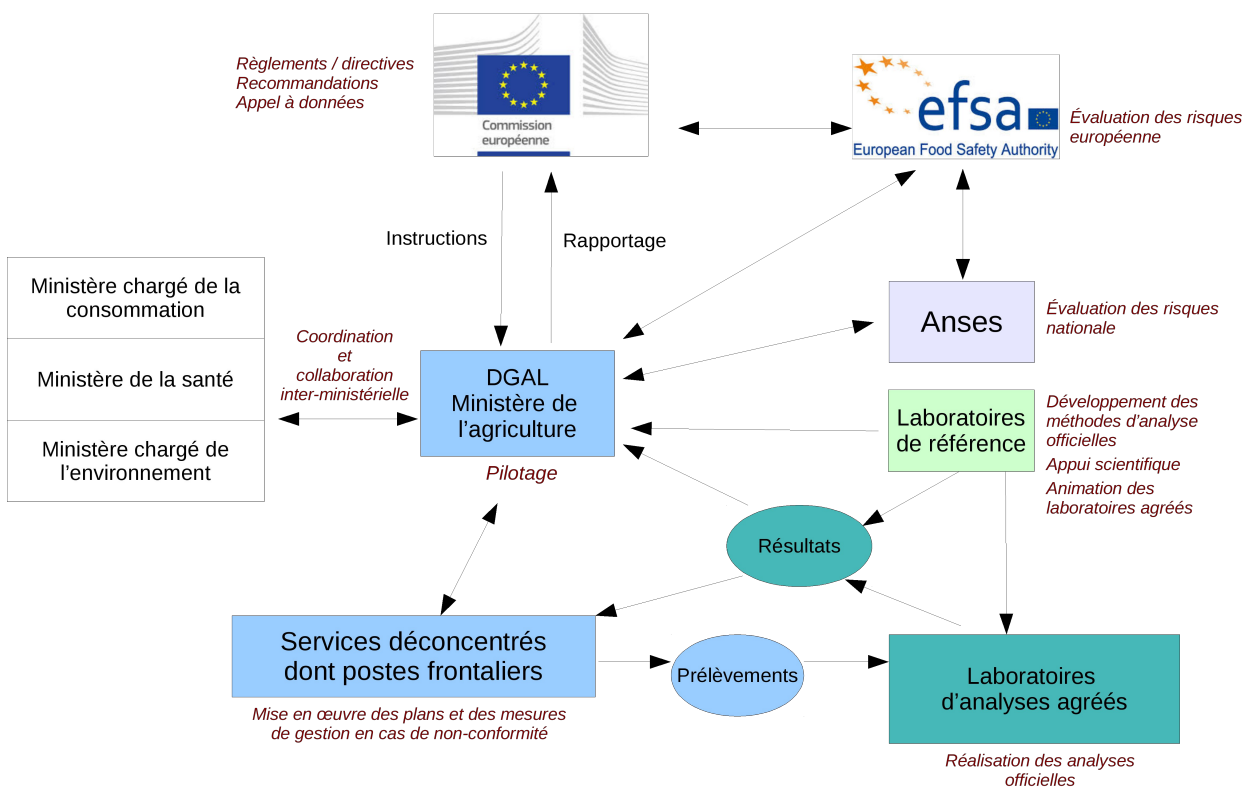 Règlements / directives
Recommandations
Appel à données
Commission
européenne
efsa
European Food Safety Authority
Évaluation des risques
européenne
Instructions
Rapportage
Ministère chargé de la
consommation
Ministère de la santé
Ministère chargé de
l’environnement
Coordination
et
collaboration
inter-ministérielle
DGAL
Ministère de
l’agriculture
Pilotage
Anses
Évaluation des risques
nationale
Laboratoires
de référence
Développement des
méthodes d’analyse
officielles
Appui scientifique
Animation des
laboratoires agréés
Résultats
Services déconcentrés
dont postes frontaliers
Mise en œuvre des plans et des mesures
de gestion en cas de non-conformité
Prélèvements
Laboratoires
d’analyses agréés
Réalisation des analyses
officielles